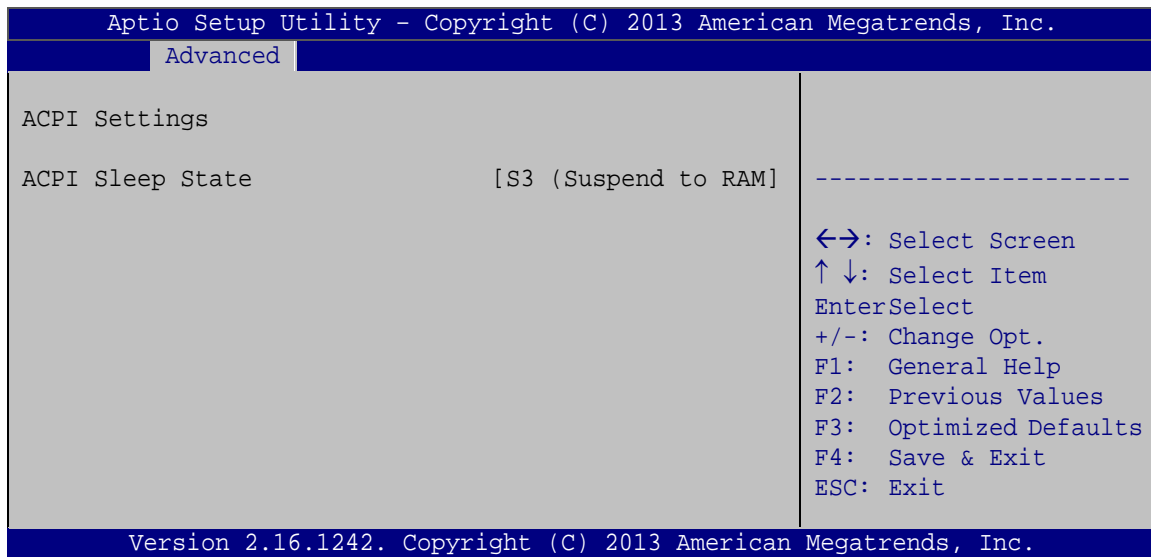 Aptio Setup Utility – Copyright (C) 2013 American Megatrends, Inc.
Advanced
ACPI Settings
ACPI Sleep State [S3 (Suspend to RAM]
----------------------
←→: Select Screen
↑ ↓: Select Item
EnterSelect
+/-: Change Opt.
F1: General Help
F2: Previous Values
F3: Optimized Defaults
F4: Save & Exit
ESC: Exit
Version 2.16.1242. Copyright (C) 2013 American Megatrends, Inc.